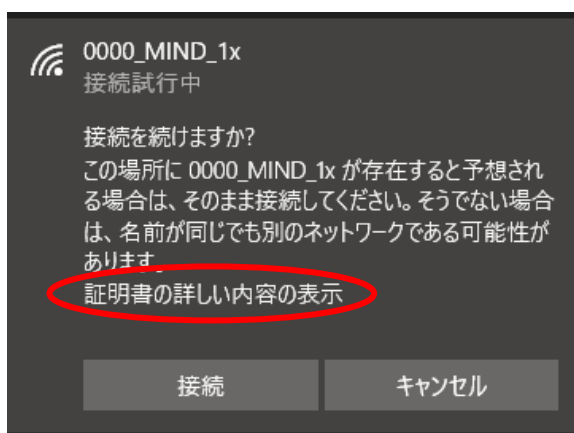 0000_MIND_1x
接続試行中
接続を続けますか?
この場所に 0000_MIND_1x が存在すると予想され
る場合は、そのまま接続してください。そうでない場合
は、名前が同じでも別のネットワークである可能性が
あります。
証明書の詳しい内容の表示
接続 キャンセル